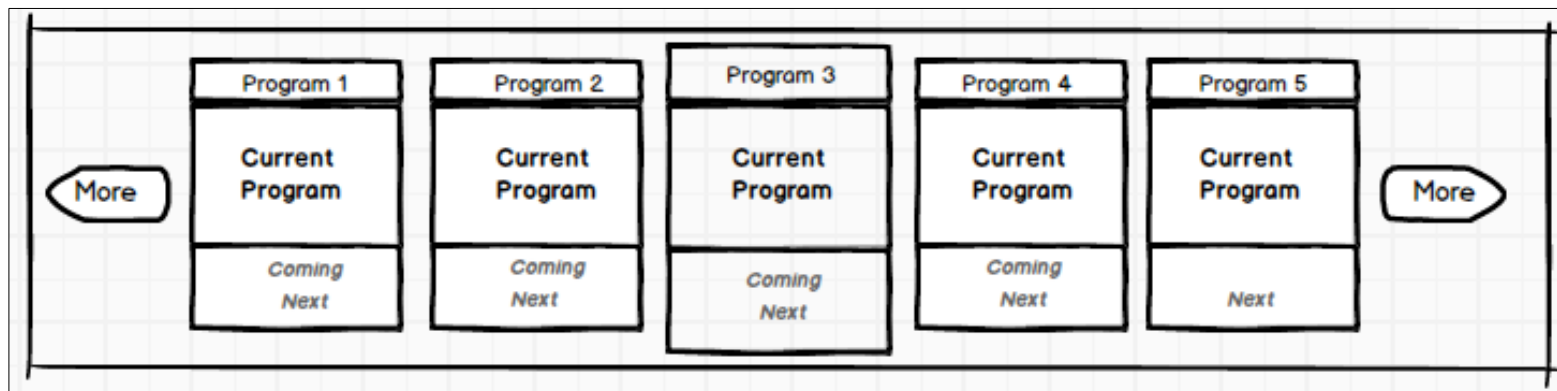 Program 1
Program 2
Program 3
Program 4
Program 5
More
Current
Program
Current
Program
Current
Program
Current
Program
Current
Program
More
Coming
Next
Coming
Next
Coming
Next
Coming
Next
Next